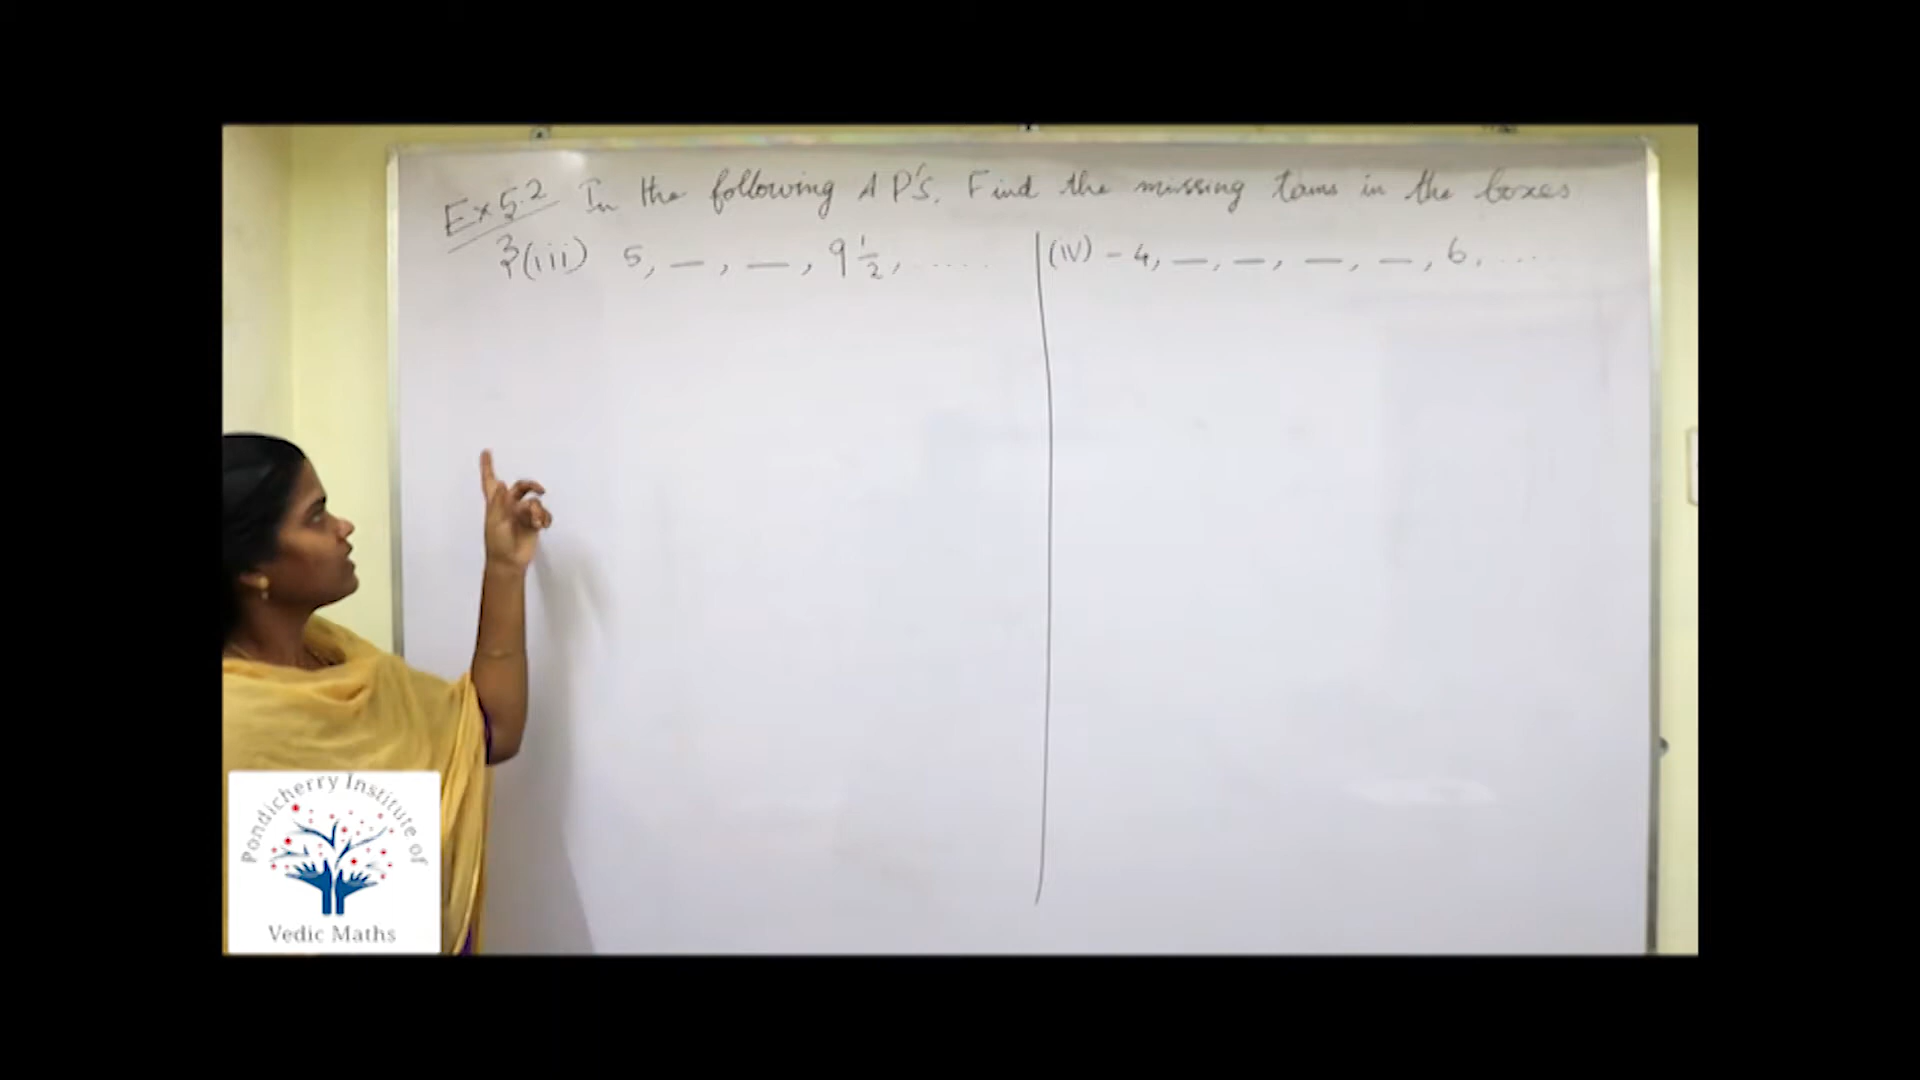 Ex 5.2 In the following AP'S. Find the missing tams in the boxes
3) (iii) 5, __, __, 9 1/2, ..... (iv) -4, __, __, __, __, 6, ...
Pondicherry Institute of
Vedic Maths